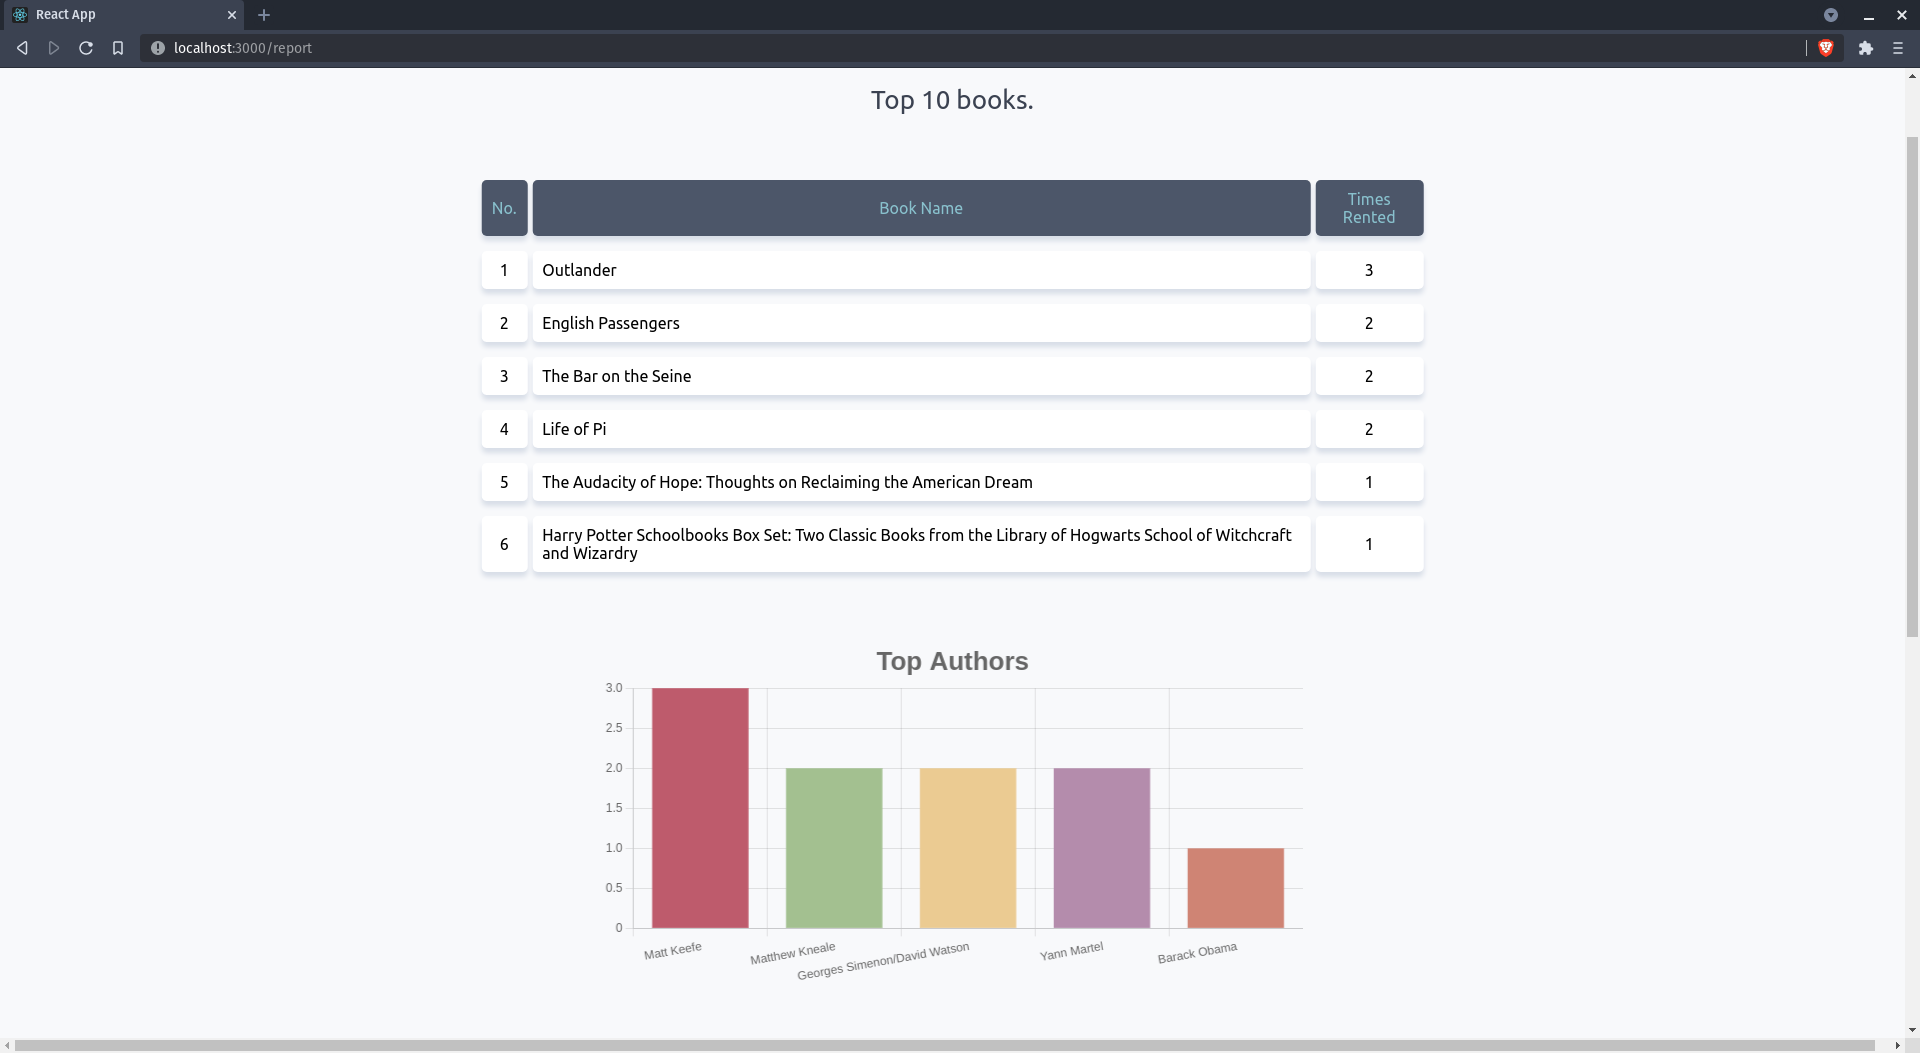 React App
localhost:3000/report
Top 10 books.
No.
Book Name
Times
Rented
1
Outlander
3
2
English Passengers
2
3
The Bar on the Seine
2
4
Life of Pi
2
5
The Audacity of Hope: Thoughts on Reclaiming the American Dream
1
6
Harry Potter Schoolbooks Box Set: Two Classic Books from the Library of Hogwarts School of Witchcraft
and Wizardry
1
Top Authors
3.0
2.5
2.0
1.5
1.0
0.5
0
Matt Keefe
Matthew Kneale
Georges Simenon/David Watson
Yann Martel
Barack Obama